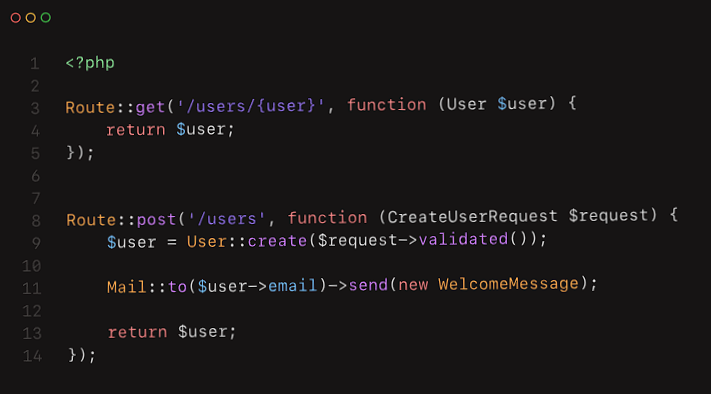 1 <?php
2
3 Route::get('/users/{user}', function (User $user) {
4     return $user;
5 });
6
7
8 Route::post('/users', function (CreateUserRequest $request) {
9     $user = User::create($request->validated());
10
11     Mail::to($user->email)->send(new WelcomeMessage);
12
13     return $user;
14 });